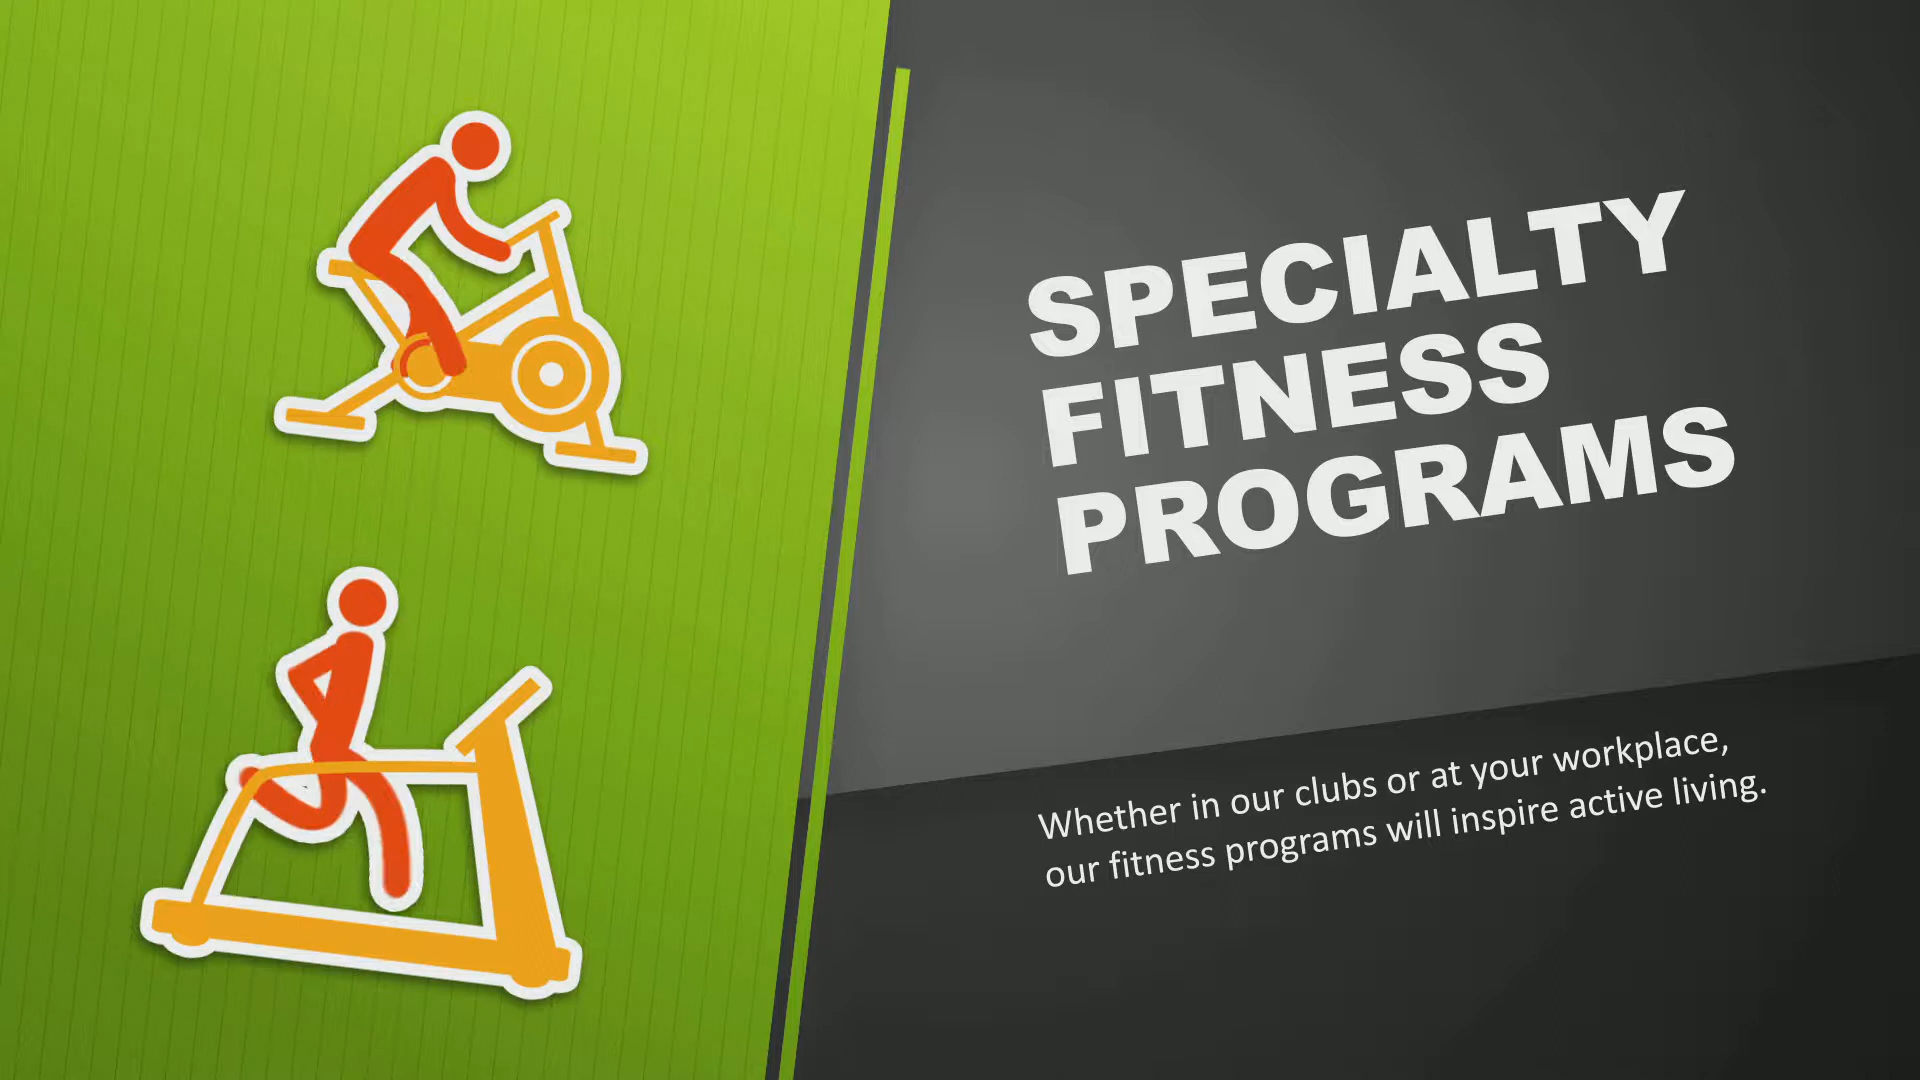 SPECIALTY
FITNESS
PROGRAMS
Whether in our clubs or at your workplace,
our fitness programs will inspire active living.